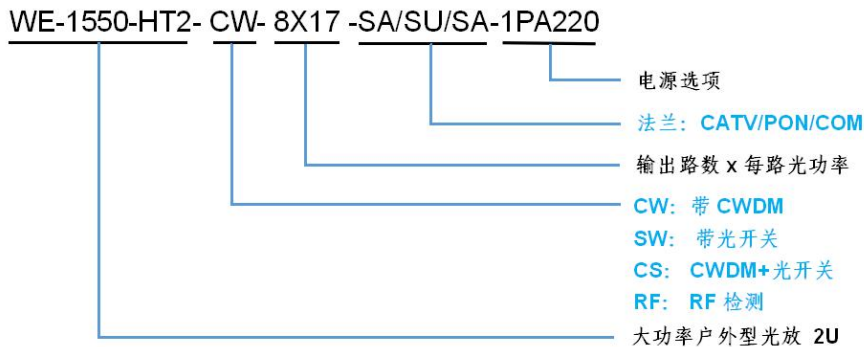 WE-1550-HT2- CW- 8X17 -SA/SU/SA-1PA220
电源选项
法兰：CATV/PON/COM
输出路数 x 每路光功率
CW： 带 CWDM
SW： 带光开关
CS： CWDM+光开关
RF： RF 检测
大功率户外型光放 2U